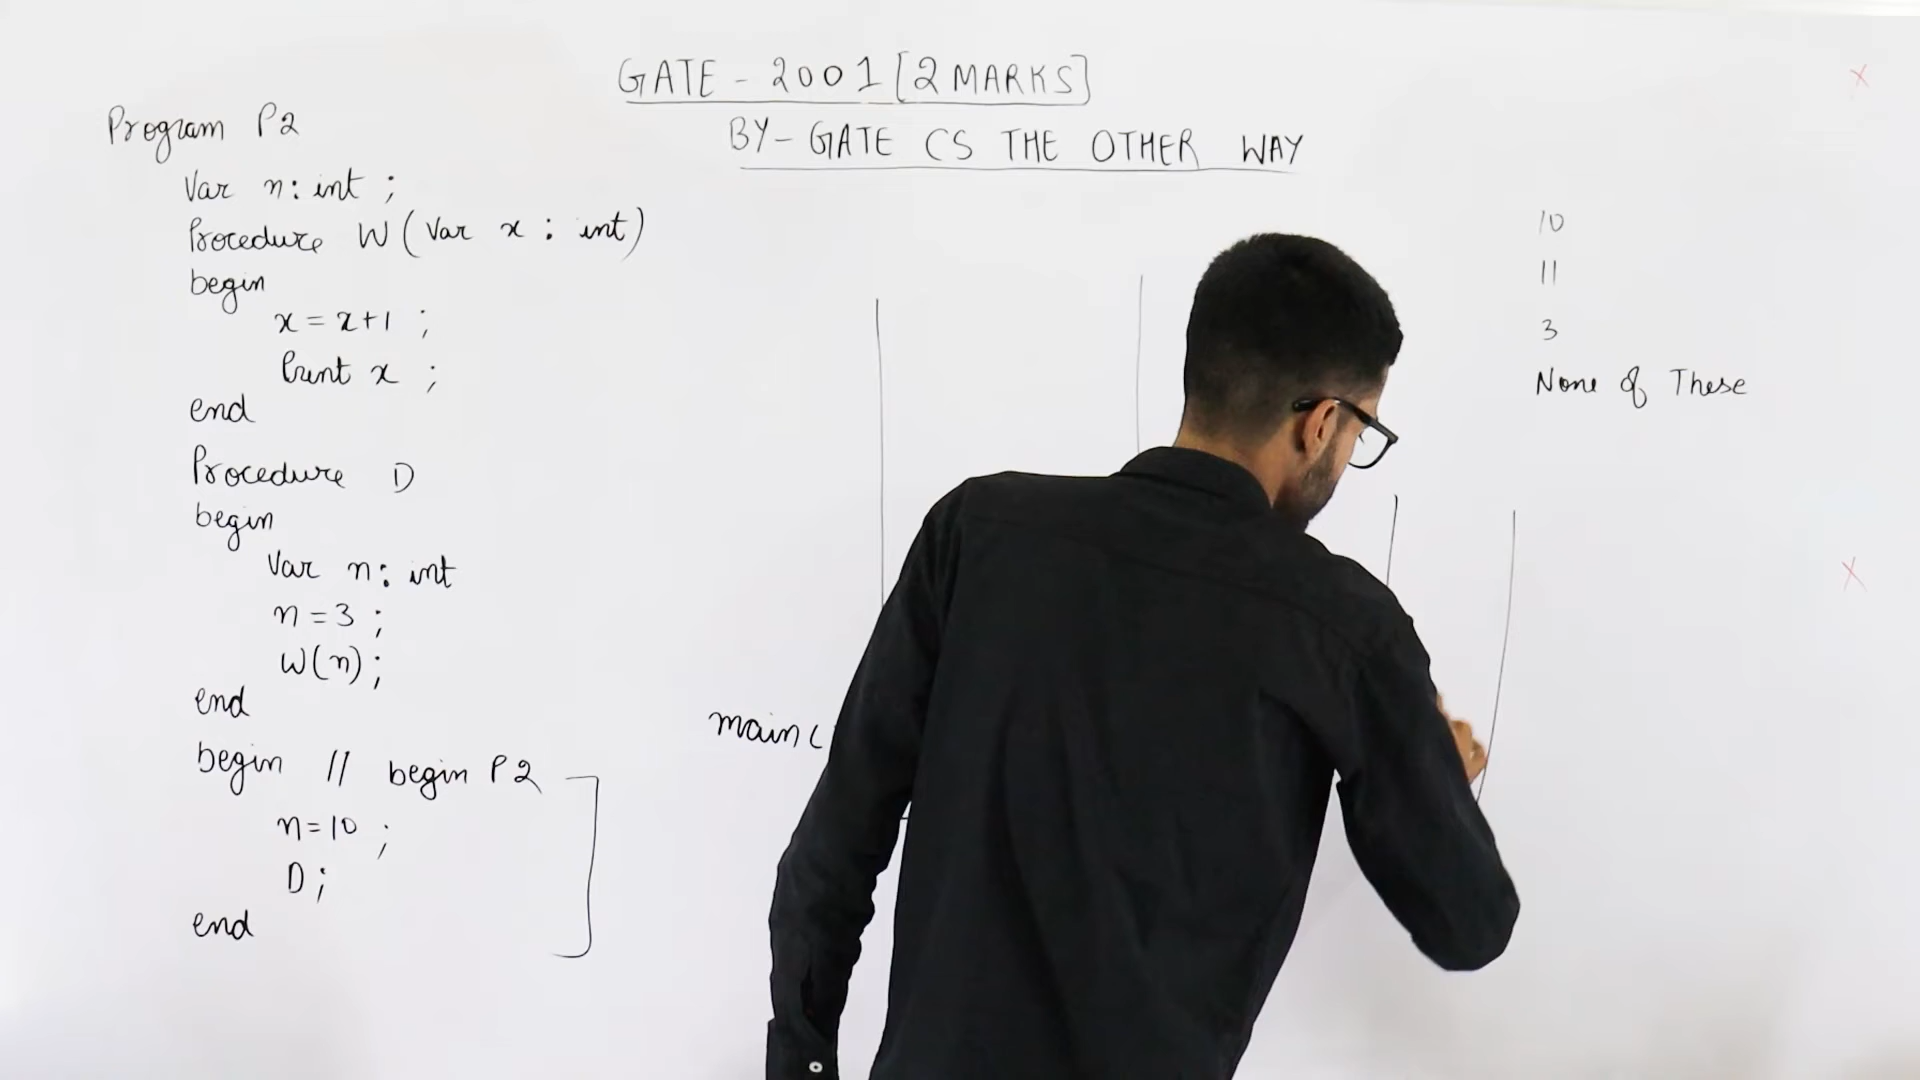 GATE - 2001 [2 MARKS]
BY- GATE CS THE OTHER WAY
Program P2
Var n: int ;
Procedure W (Var x : int)
begin
x = x+1 ;
Print x ;
end
Procedure D
begin
Var n: int
n = 3 ;
W(n) ;
end
begin // begin P2
n=10 ;
D ;
end
main(
10
11
3
None of These